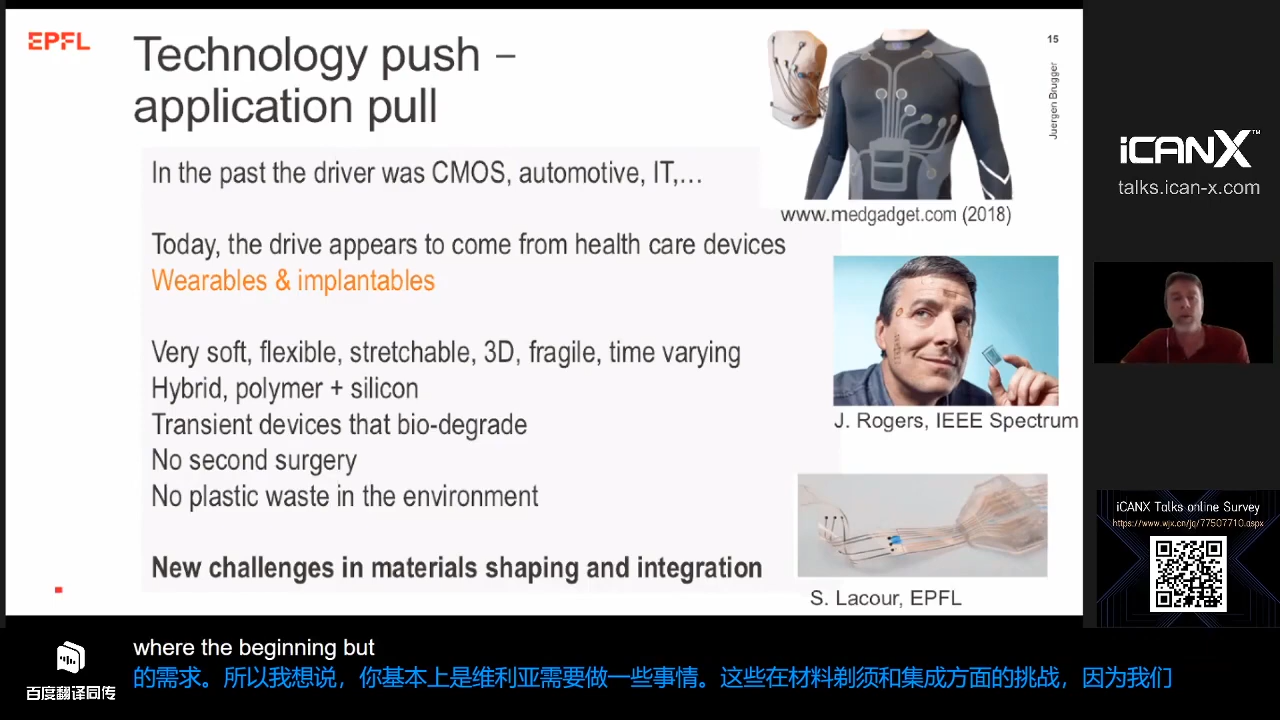 EPFL
Technology push –
application pull
15
Juergen Brugger
In the past the driver was CMOS, automotive, IT,...
www.medgadget.com (2018)
Today, the drive appears to come from health care devices
Wearables & implantables
Very soft, flexible, stretchable, 3D, fragile, time varying
Hybrid, polymer + silicon
Transient devices that bio-degrade
No second surgery
No plastic waste in the environment
J. Rogers, IEEE Spectrum
New challenges in materials shaping and integration
S. Lacour, EPFL
iCANX™
talks.ican-x.com
iCANX Talks online Survey
https://www.wjx.cn/jq/77507710.aspx
where the beginning but
的需求。所以我想说，你基本上是维利亚需要做一些事情。这些在材料剃须和集成方面的挑战，因为我们
百度翻译同传